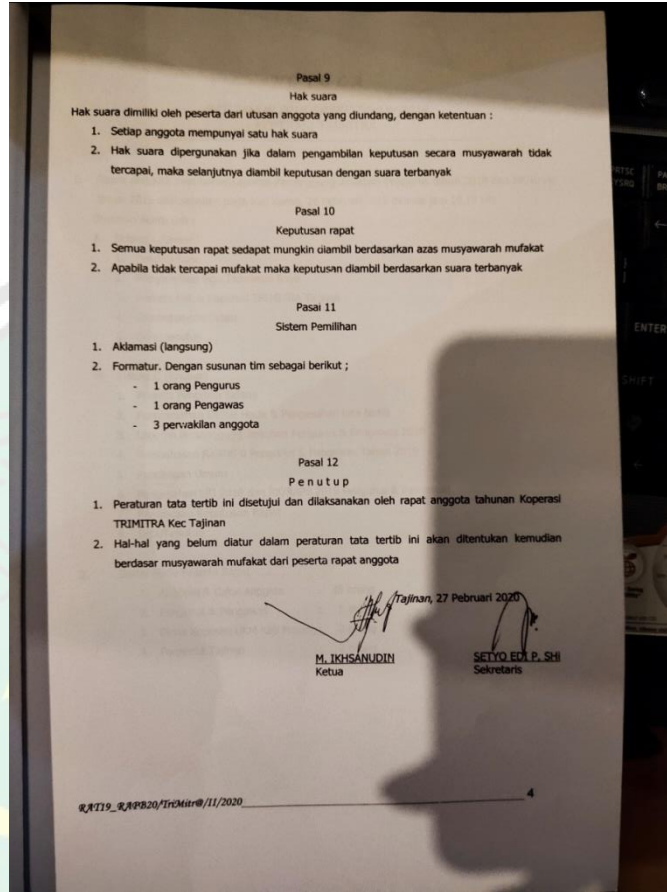 Pasal 9
Hak suara
Hak suara dimiliki oleh peserta dari utusan anggota yang diundang, dengan ketentuan :
1. Setiap anggota mempunyai satu hak suara
2. Hak suara dipergunakan jika dalam pengambilan keputusan secara musyawarah tidak
tercapai, maka selanjutnya diambil keputusan dengan suara terbanyak
Pasal 10
Keputusan rapat
1. Semua keputusan rapat sedapat mungkin diambil berdasarkan azas musyawarah mufakat
2. Apabila tidak tercapai mufakat maka keputusan diambil berdasarkan suara terbanyak
Pasal 11
Sistem Pemilihan
1. Aklamasi (langsung)
2. Formatur. Dengan susunan tim sebagai berikut ;
- 1 orang Pengurus
- 1 orang Pengawas
- 3 perwakilan anggota
Pasal 12
P e n u t u p
1. Peraturan tata tertib ini disetujui dan dilaksanakan oleh rapat anggota tahunan Koperasi
TRIMITRA Kec Tajinan
2. Hal-hal yang belum diatur dalam peraturan tata tertib ini akan ditentukan kemudian
berdasar musyawarah mufakat dari peserta rapat anggota
Tajinan, 27 Pebruari 2020
M. IKHSANUDIN SETYO EDI P. SHI
Ketua Sekretaris
RAT19_RAPB20/TriMitr@/II/2020 4
PRTSC
SYSRQ
ENTER
SHIFT